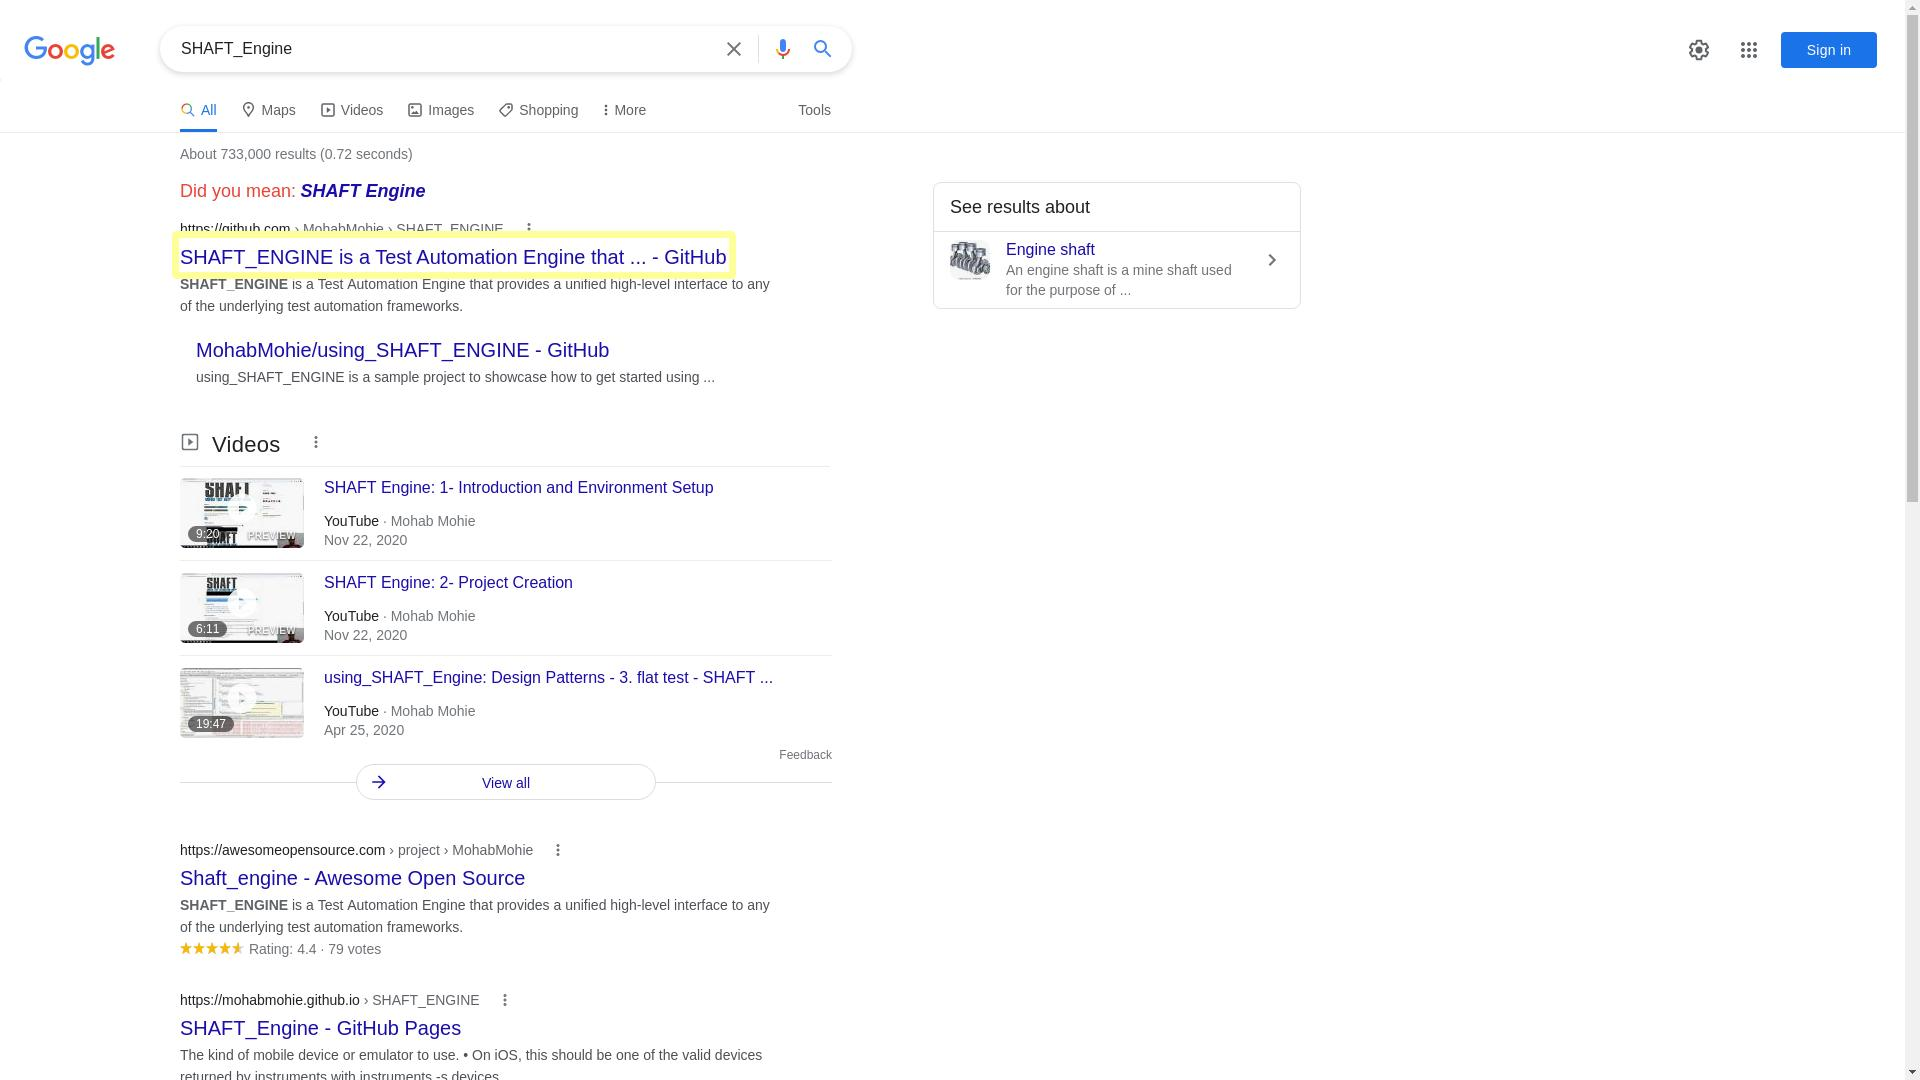 Google
SHAFT_Engine
Sign in
All
Maps
Videos
Images
Shopping
More
Tools
About 733,000 results (0.72 seconds)
Did you mean: SHAFT Engine
https://github.com › MohabMohie › SHAFT_ENGINE
SHAFT_ENGINE is a Test Automation Engine that ... - GitHub
SHAFT_ENGINE is a Test Automation Engine that provides a unified high-level interface to any
of the underlying test automation frameworks.
MohabMohie/using_SHAFT_ENGINE - GitHub
using_SHAFT_ENGINE is a sample project to showcase how to get started using ...
See results about
Engine shaft
An engine shaft is a mine shaft used
for the purpose of ...
Videos
SHAFT
9:20
PREVIEW
SHAFT Engine: 1- Introduction and Environment Setup
YouTube · Mohab Mohie
Nov 22, 2020
SHAFT
6:11
PREVIEW
SHAFT Engine: 2- Project Creation
YouTube · Mohab Mohie
Nov 22, 2020
19:47
using_SHAFT_Engine: Design Patterns - 3. flat test - SHAFT ...
YouTube · Mohab Mohie
Apr 25, 2020
Feedback
View all
https://awesomeopensource.com › project › MohabMohie
Shaft_engine - Awesome Open Source
SHAFT_ENGINE is a Test Automation Engine that provides a unified high-level interface to any
of the underlying test automation frameworks.
Rating: 4.4 · 79 votes
https://mohabmohie.github.io › SHAFT_ENGINE
SHAFT_Engine - GitHub Pages
The kind of mobile device or emulator to use. • On iOS, this should be one of the valid devices
returned by instruments with instruments -s devices